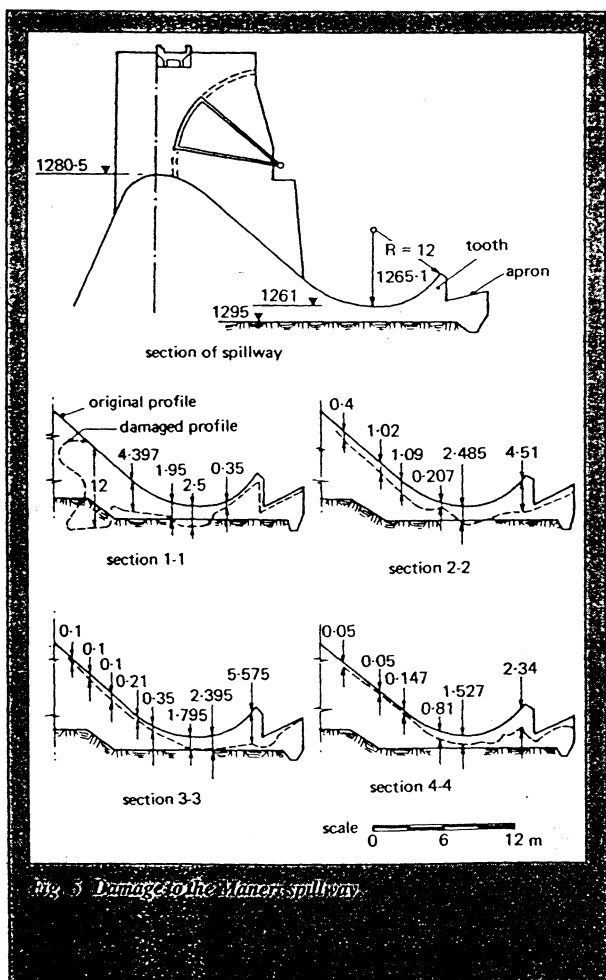 1280·5
R = 12
tooth
1265·1
apron
1261
1295
section of spillway
original profile
damaged profile
4·397
1·95
0·35
2·5
2
section 1-1
0·4
1·02
1·09
2·485
4·51
0·207
section 2-2
0·1
0·1
0·1
0·21
0·35
2·395
5·575
1·795
section 3-3
0·05
0·05
0·147
0·81
1·527
2·34
section 4-4
scale
0 6 12 m
Fig. 5 Damage to the Maneri spillway.